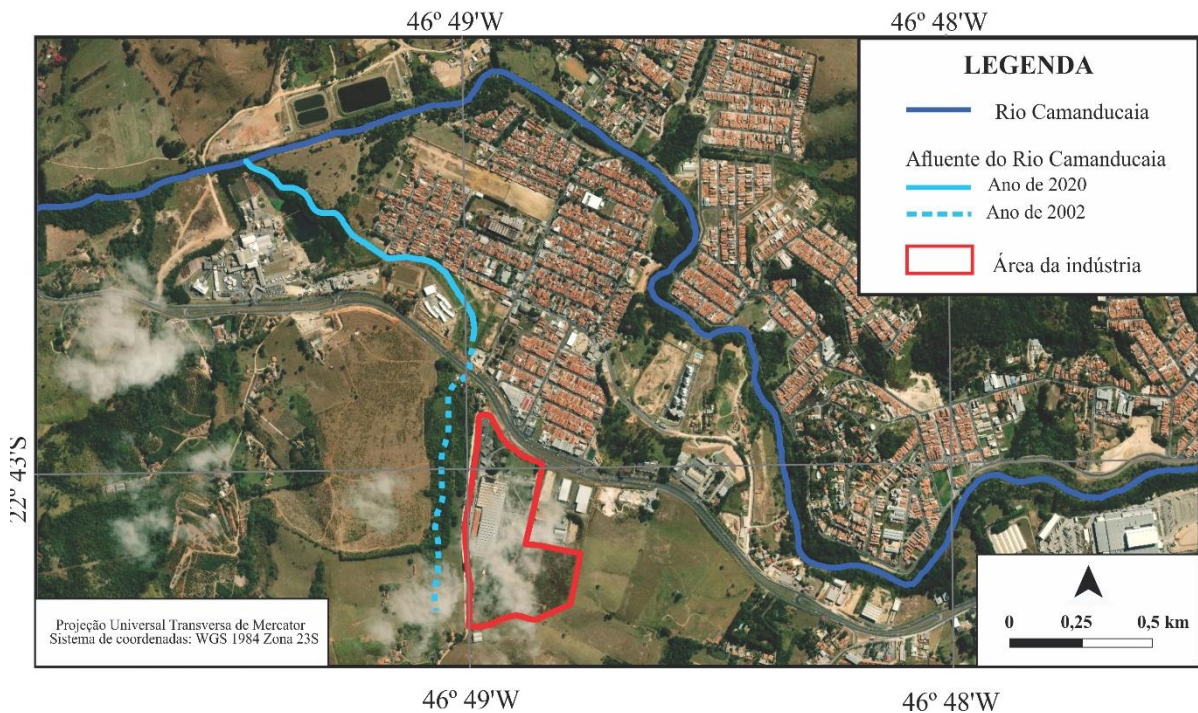 46º 49'W
46º 48'W
LEGENDA
Rio Camanducaia
Afluente do Rio Camanducaia
Ano de 2020
Ano de 2002
Área da indústria
22º 43'S
Projeção Universal Transversa de Mercator
Sistema de coordenadas: WGS 1984 Zona 23S
0 0,25 0,5 km
46º 49'W
46º 48'W